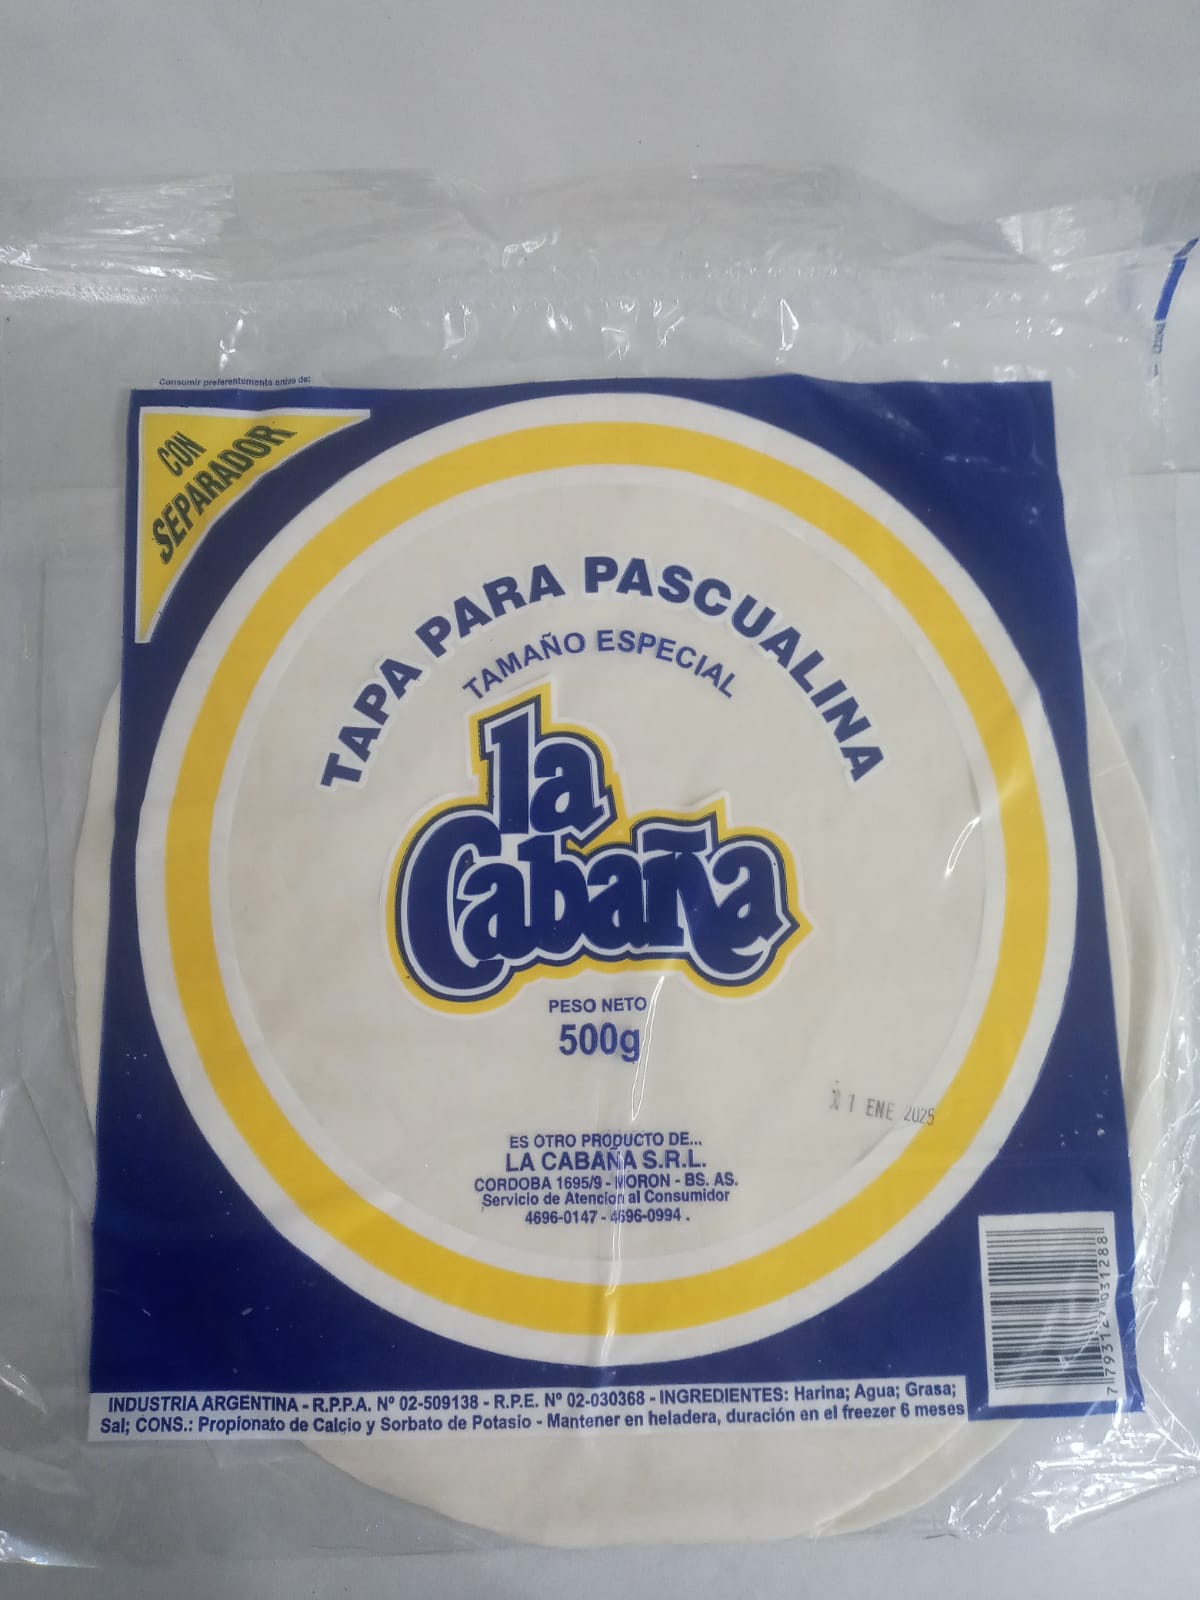 Consumir preferentemente antes de:
CON
SEPARADOR
TAPA PARA PASCUALINA
TAMAÑO ESPECIAL
la
Cabaña
PESO NETO
500g
1 ENE 2025
ES OTRO PRODUCTO DE...
LA CABAÑA S.R.L.
CORDOBA 1695/9 - MORON - BS. AS.
Servicio de Atencion al Consumidor
4696-0147 - 4696-0994 .
7 793127 031288
INDUSTRIA ARGENTINA - R.P.P.A. Nº 02-509138 - R.P.E. Nº 02-030368 - INGREDIENTES: Harina; Agua; Grasa;
Sal; CONS.: Propionato de Calcio y Sorbato de Potasio - Mantener en heladera, duración en el freezer 6 meses